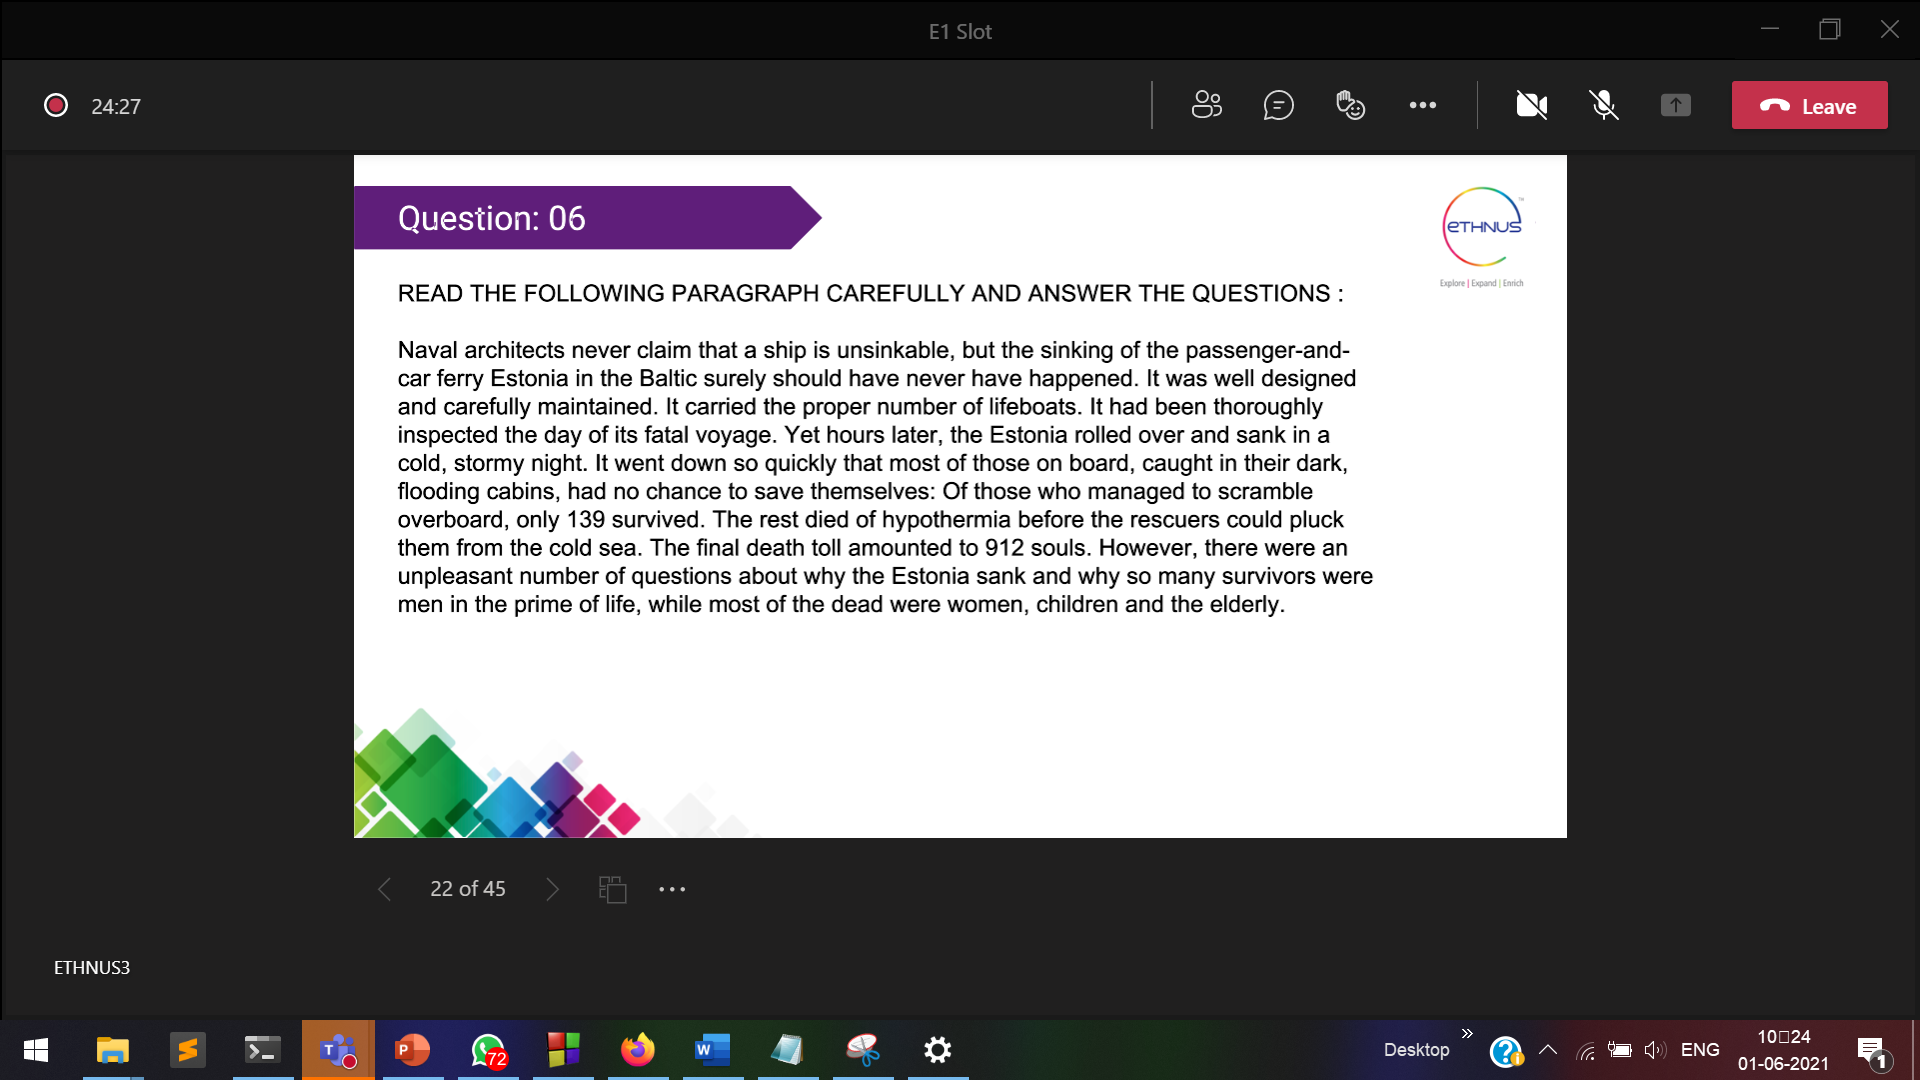 E1 Slot
24:27
Leave
Question: 06
eTHNUS
Explore | Expand | Enrich
READ THE FOLLOWING PARAGRAPH CAREFULLY AND ANSWER THE QUESTIONS :
Naval architects never claim that a ship is unsinkable, but the sinking of the passenger-and-
car ferry Estonia in the Baltic surely should have never have happened. It was well designed
and carefully maintained. It carried the proper number of lifeboats. It had been thoroughly
inspected the day of its fatal voyage. Yet hours later, the Estonia rolled over and sank in a
cold, stormy night. It went down so quickly that most of those on board, caught in their dark,
flooding cabins, had no chance to save themselves: Of those who managed to scramble
overboard, only 139 survived. The rest died of hypothermia before the rescuers could pluck
them from the cold sea. The final death toll amounted to 912 souls. However, there were an
unpleasant number of questions about why the Estonia sank and why so many survivors were
men in the prime of life, while most of the dead were women, children and the elderly.
22 of 45
ETHNUS3
72
Desktop
ENG
10□24
01-06-2021
1